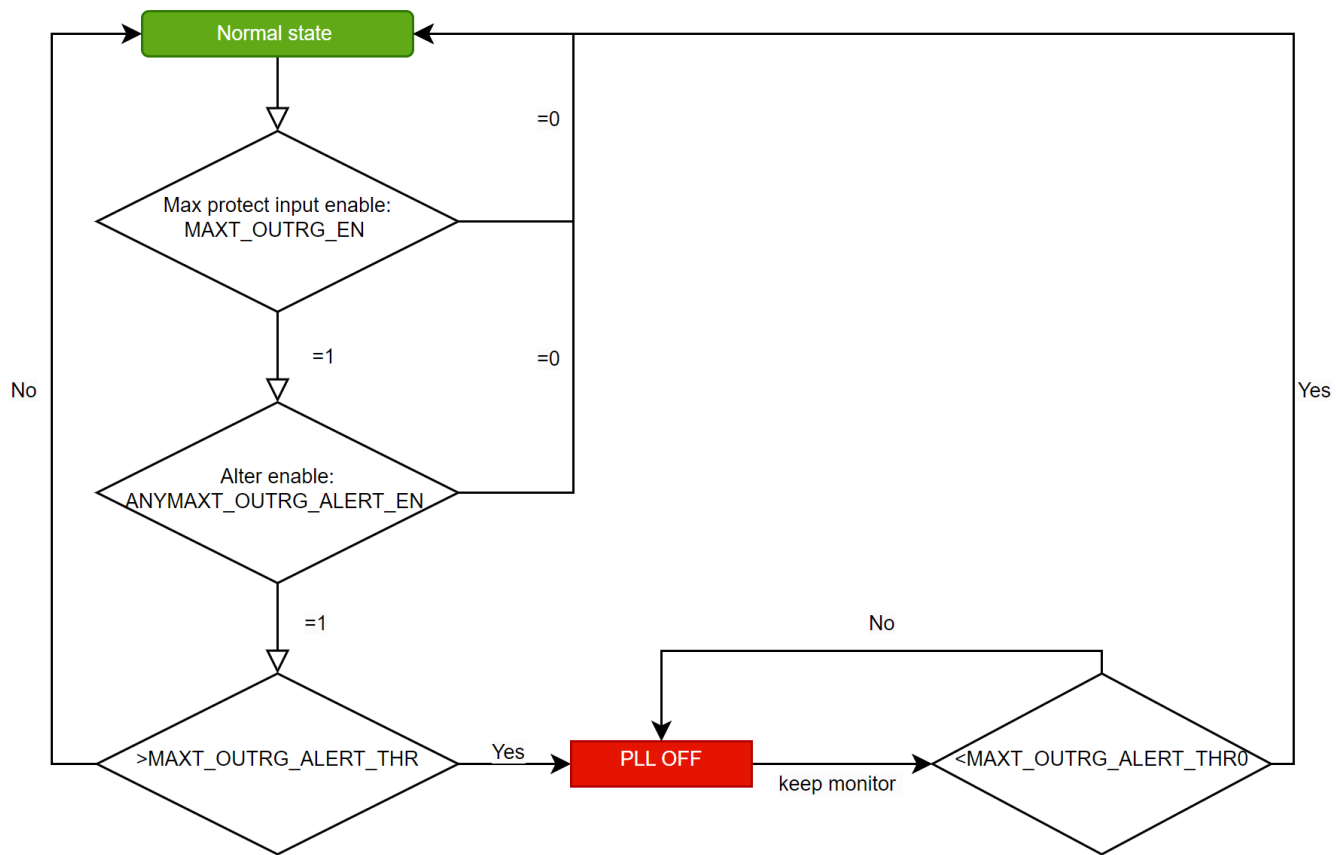 Normal state
=0
Max protect input enable:
MAXT_OUTRG_EN
=1
=0
No
Yes
Alter enable:
ANYMAXT_OUTRG_ALERT_EN
=1
No
>MAXT_OUTRG_ALERT_THR
Yes
PLL OFF
keep monitor
<MAXT_OUTRG_ALERT_THR0